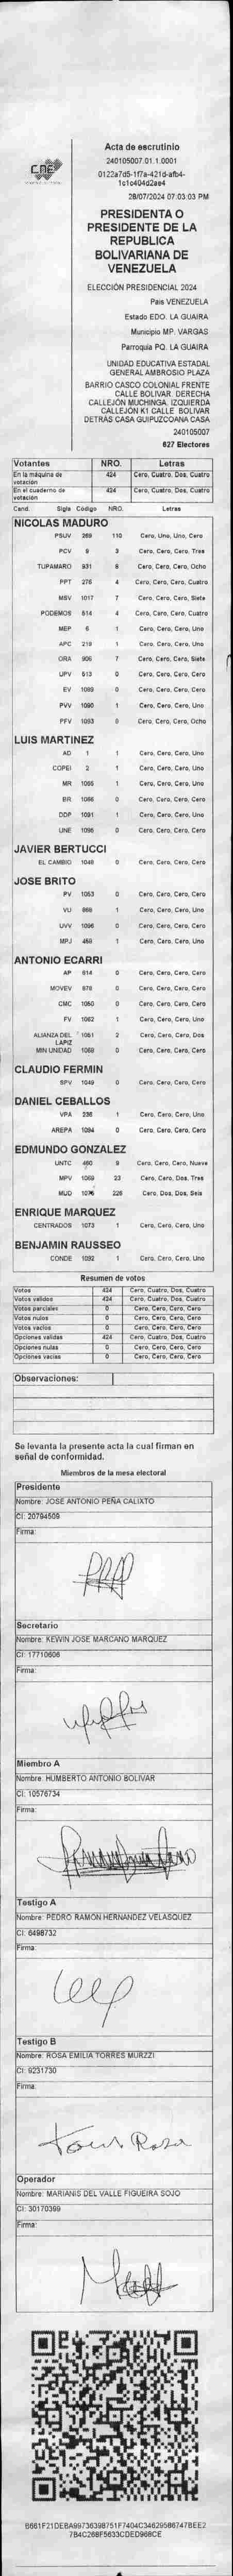 CNE
Acta de escrutinio
240105007.01.1.0001
0122a7d5-1f7a-421d-afb4-
1c1c404d2ae4
28/07/2024 07:03:03 PM
PRESIDENTA O
PRESIDENTE DE LA
REPUBLICA
BOLIVARIANA DE
VENEZUELA
ELECCIÓN PRESIDENCIAL 2024
Pais VENEZUELA
Estado EDO. LA GUAIRA
Municipio MP. VARGAS
Parroquia PQ. LA GUAIRA
UNIDAD EDUCATIVA ESTADAL
GENERAL AMBROSIO PLAZA
BARRIO CASCO COLONIAL FRENTE
CALLE BOLIVAR. DERECHA
CALLEJÓN MUCHINGA. IZQUIERDA
CALLEJÓN K1 CALLE BOLIVAR
DETRÁS CASA GUIPUZCOANA CASA
240105007
627 Electores
Votantes NRO. Letras
En la máquina de votación 424 Cero, Cuatro, Dos, Cuatro
En el cuaderno de votación 424 Cero, Cuatro, Dos, Cuatro
Cand. Sigla Código NRO. Letras
NICOLAS MADURO
PSUV 269 110 Cero, Uno, Uno, Cero
PCV 9 3 Cero, Cero, Cero, Tres
TUPAMARO 931 8 Cero, Cero, Cero, Ocho
PPT 276 4 Cero, Cero, Cero, Cuatro
MSV 1017 7 Cero, Cero, Cero, Siete
PODEMOS 514 4 Cero, Cero, Cero, Cuatro
MEP 6 1 Cero, Cero, Cero, Uno
APC 218 1 Cero, Cero, Cero, Uno
ORA 906 7 Cero, Cero, Cero, Siete
UPV 513 0 Cero, Cero, Cero, Cero
EV 1089 0 Cero, Cero, Cero, Cero
PVV 1090 1 Cero, Cero, Cero, Uno
PFV 1093 Cero, Cero, Cero, Ocho
LUIS MARTINEZ
AD 1 1 Cero, Cero, Cero, Uno
COPEI 2 1 Cero, Cero, Cero, Uno
MR 1 Cero, Cero, Cero, Uno
BR 0 Cero, Cero, Cero, Cero
DDP 1091 1 Cero, Cero, Cero, Uno
UNE 1095 0 Cero, Cero, Cero, Cero
JAVIER BERTUCCI
EL CAMBIO 1048 0 Cero, Cero, Cero, Cero
JOSE BRITO
PV 1053 0 Cero, Cero, Cero, Cero
VU 868 1 Cero, Cero, Cero, Uno
UVV 1096 0 Cero, Cero, Cero, Cero
MPJ 458 1 Cero, Cero, Cero, Uno
ANTONIO ECARRI
AP 614 0 Cero, Cero, Cero, Cero
MOVEV 878 0 Cero, Cero, Cero, Cero
CMC 1050 0 Cero, Cero, Cero, Cero
FV 1062 1 Cero, Cero, Cero, Uno
ALIANZA DEL LAPIZ 1051 2 Cero, Cero, Cero, Dos
MIN UNIDAD 1068 0 Cero, Cero, Cero, Cero
CLAUDIO FERMIN
SPV 1049 0 Cero, Cero, Cero, Cero
DANIEL CEBALLOS
VPA 236 1 Cero, Cero, Cero, Uno
AREPA 1094 0 Cero, Cero, Cero, Cero
EDMUNDO GONZALEZ
UNTC 460 9 Cero, Cero, Cero, Nueve
MPV 1069 23 Cero, Cero, Dos, Tres
MUD 226 Cero, Dos, Dos, Seis
ENRIQUE MARQUEZ
CENTRADOS 1073 1 Cero, Cero, Cero, Uno
BENJAMIN RAUSSEO
CONDE 1092 1 Cero, Cero, Cero, Uno
Resumen de votos
Votos 424 Cero, Cuatro, Dos, Cuatro
Votos validos 424 Cero, Cuatro, Dos, Cuatro
Votos parciales 0 Cero, Cero, Cero, Cero
Votos nulos 0 Cero, Cero, Cero, Cero
Votos vacíos 0 Cero, Cero, Cero, Cero
Opciones validas 424 Cero, Cuatro, Dos, Cuatro
Opciones nulas 0 Cero, Cero, Cero, Cero
Opciones vacías 0 Cero, Cero, Cero, Cero
Observaciones:
Se levanta la presente acta la cual firman en
señal de conformidad.
Miembros de la mesa electoral
Presidente
Nombre: JOSE ANTONIO PEÑA CALIXTO
CI: 20794509
Firma:
Secretario
Nombre: KEWIN JOSE MARCANO MARQUEZ
CI: 17710606
Firma:
Miembro A
Nombre: HUMBERTO ANTONIO BOLIVAR
CI: 10576734
Firma:
Testigo A
Nombre: PEDRO RAMON HERNANDEZ VELASQUEZ
CI: 6498732
Firma:
Testigo B
Nombre: ROSA EMILIA TORRES MURZZI
CI: 9231730
Firma:
Rosa
Operador
Nombre: MARIANIS DEL VALLE FIGUEIRA SOJO
CI: 30170399
Firma:
6661F21DEBA99736398751F7404C34629586747BEE2
7B4C268F5633CDED968CE